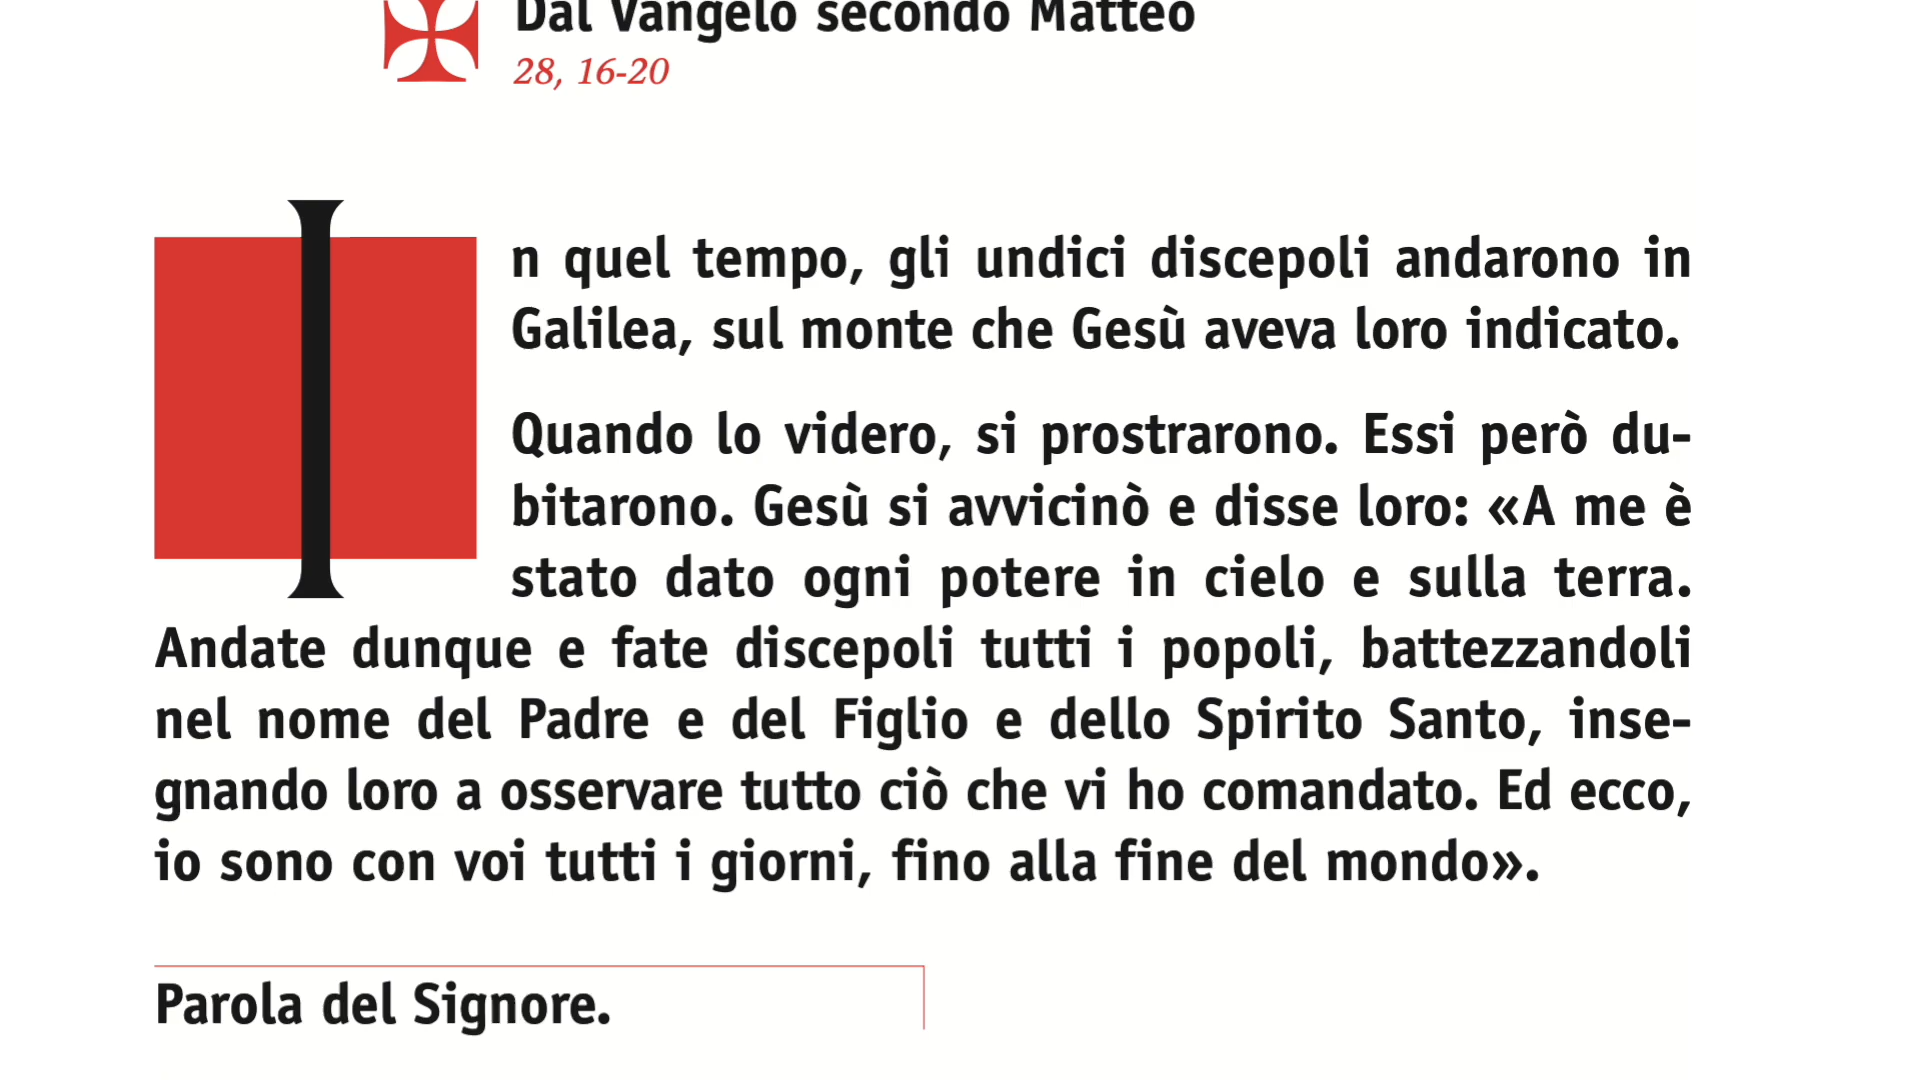 Dal Vangelo secondo Matteo
28, 16-20
In quel tempo, gli undici discepoli andarono in
Galilea, sul monte che Gesù aveva loro indicato.
Quando lo videro, si prostrarono. Essi però du-
bitarono. Gesù si avvicinò e disse loro: «A me è
stato dato ogni potere in cielo e sulla terra.
Andate dunque e fate discepoli tutti i popoli, battezzandoli
nel nome del Padre e del Figlio e dello Spirito Santo, inse-
gnando loro a osservare tutto ciò che vi ho comandato. Ed ecco,
io sono con voi tutti i giorni, fino alla fine del mondo».
Parola del Signore.